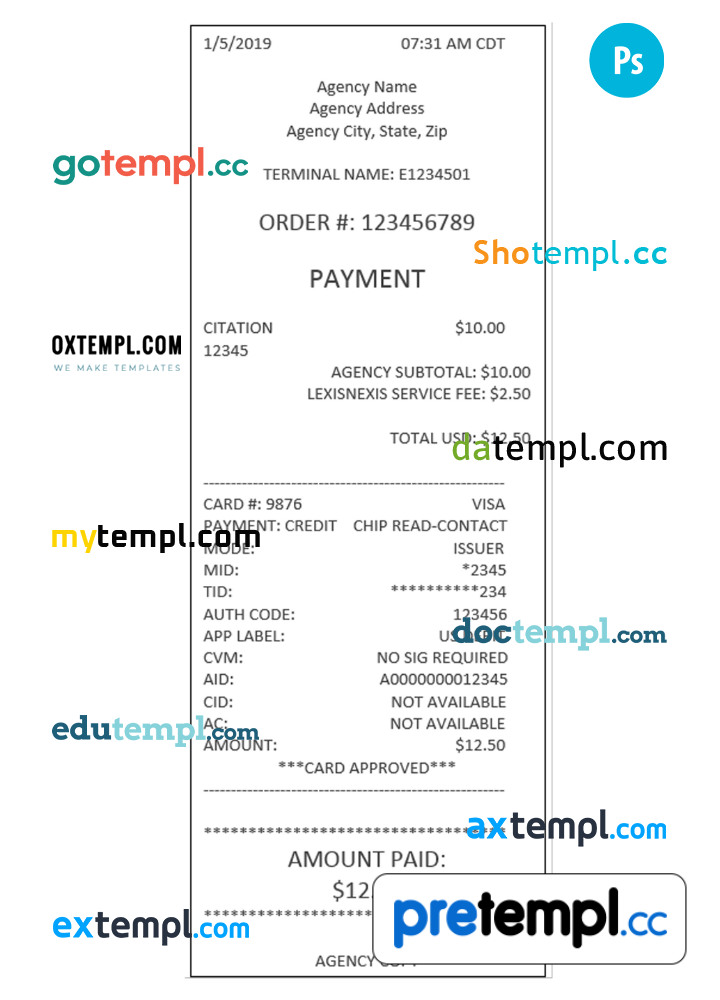 1/5/2019 07:31 AM CDT
Ps
Agency Name
Agency Address
Agency City, State, Zip
gotempl.cc
TERMINAL NAME: E1234501
ORDER #: 123456789
Shotempl.cc
PAYMENT
CITATION $10.00
OXTEMPL.COM
12345
WE MAKE TEMPLATES
AGENCY SUBTOTAL: $10.00
LEXISNEXIS SERVICE FEE: $2.50
TOTAL USD: $12.50
datempl.com
------------------------------------------------------
CARD #: 9876 VISA
PAYMENT: CREDIT CHIP READ-CONTACT
mytempl.com
MODE: ISSUER
MID: *2345
TID: **********234
AUTH CODE: 123456
doctempl.com
APP LABEL:
CVM: NO SIG REQUIRED
AID: A0000000012345
CID: NOT AVAILABLE
AC: NOT AVAILABLE
edutempl.com
AMOUNT: $12.50
***CARD APPROVED***
------------------------------------------------------
axtempl.com
***********************************
AMOUNT PAID:
$12.
pretempl.cc
extempl.com
AGENCY